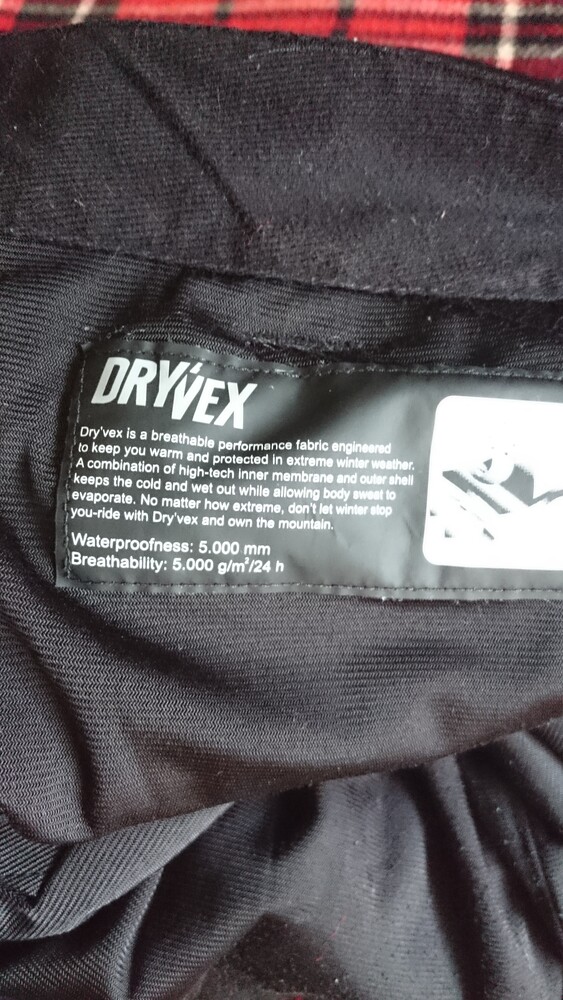 DRY'VEX
Dry'vex is a breathable performance fabric engineered
to keep you warm and protected in extreme winter weather.
A combination of high-tech inner membrane and outer shell
keeps the cold and wet out while allowing body sweat to
evaporate. No matter how extreme, don't let winter stop
you-ride with Dry'vex and own the mountain.
Waterproofness: 5.000 mm
Breathability: 5.000 g/m²/24 h